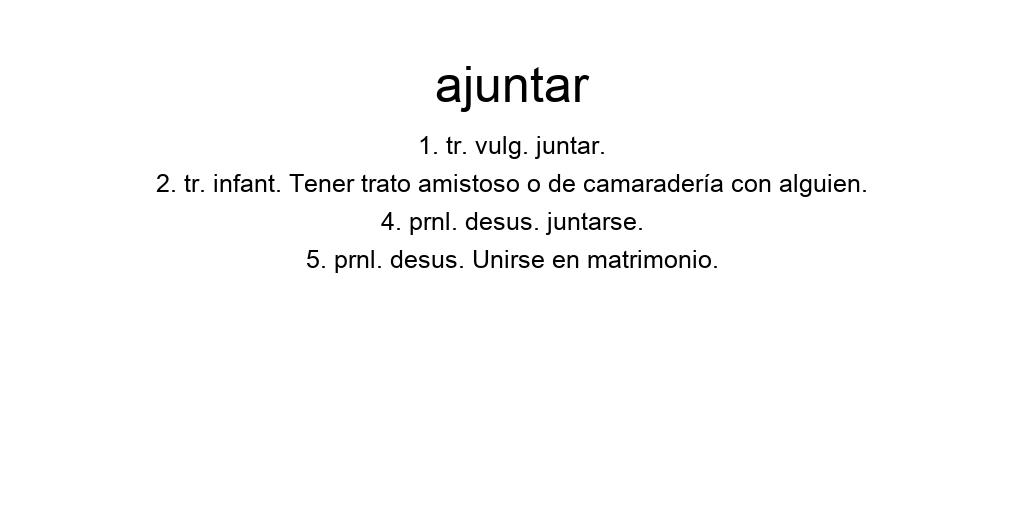 ajuntar
1. tr. vulg. juntar.
2. tr. infant. Tener trato amistoso o de camaradería con alguien.
4. prnl. desus. juntarse.
5. prnl. desus. Unirse en matrimonio.